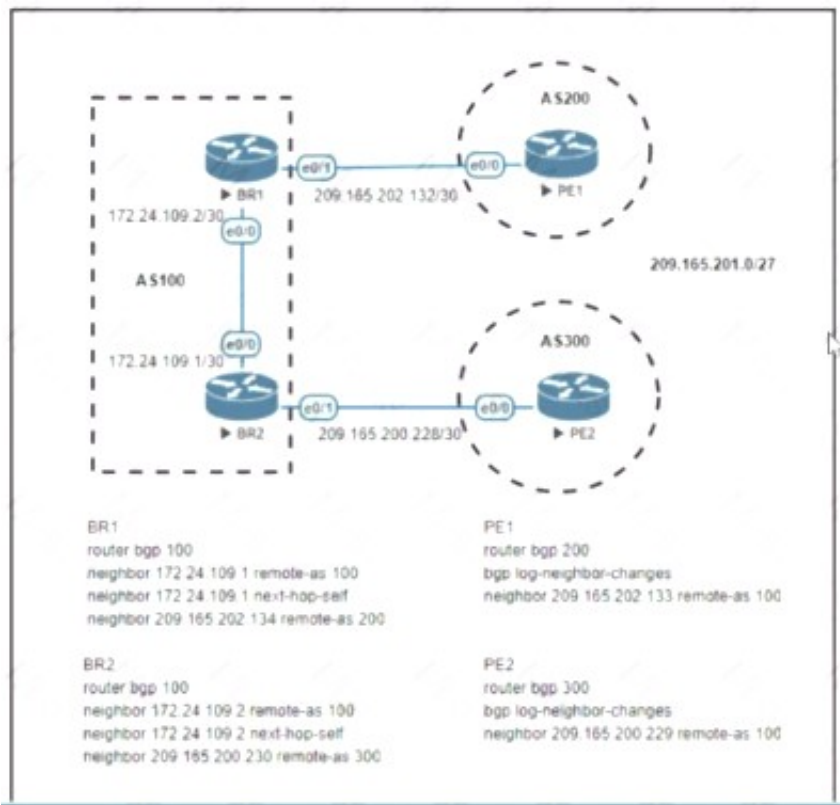 AS200
e0/1
e0/0
BR1
209.165.202.132/30
PE1
172.24.109.2/30
e0/0
209.165.201.0/27
AS100
AS300
e0/0
172.24.109.1/30
e0/1
e0/0
BR2
209.165.200.228/30
PE2
BR1
router bgp 100
neighbor 172.24.109.1 remote-as 100
neighbor 172.24.109.1 next-hop-self
neighbor 209.165.202.134 remote-as 200
PE1
router bgp 200
bgp log-neighbor-changes
neighbor 209.165.202.133 remote-as 100
BR2
router bgp 100
neighbor 172.24.109.2 remote-as 100
neighbor 172.24.109.2 next-hop-self
neighbor 209.165.200.230 remote-as 300
PE2
router bgp 300
bgp log-neighbor-changes
neighbor 209.165.200.229 remote-as 100